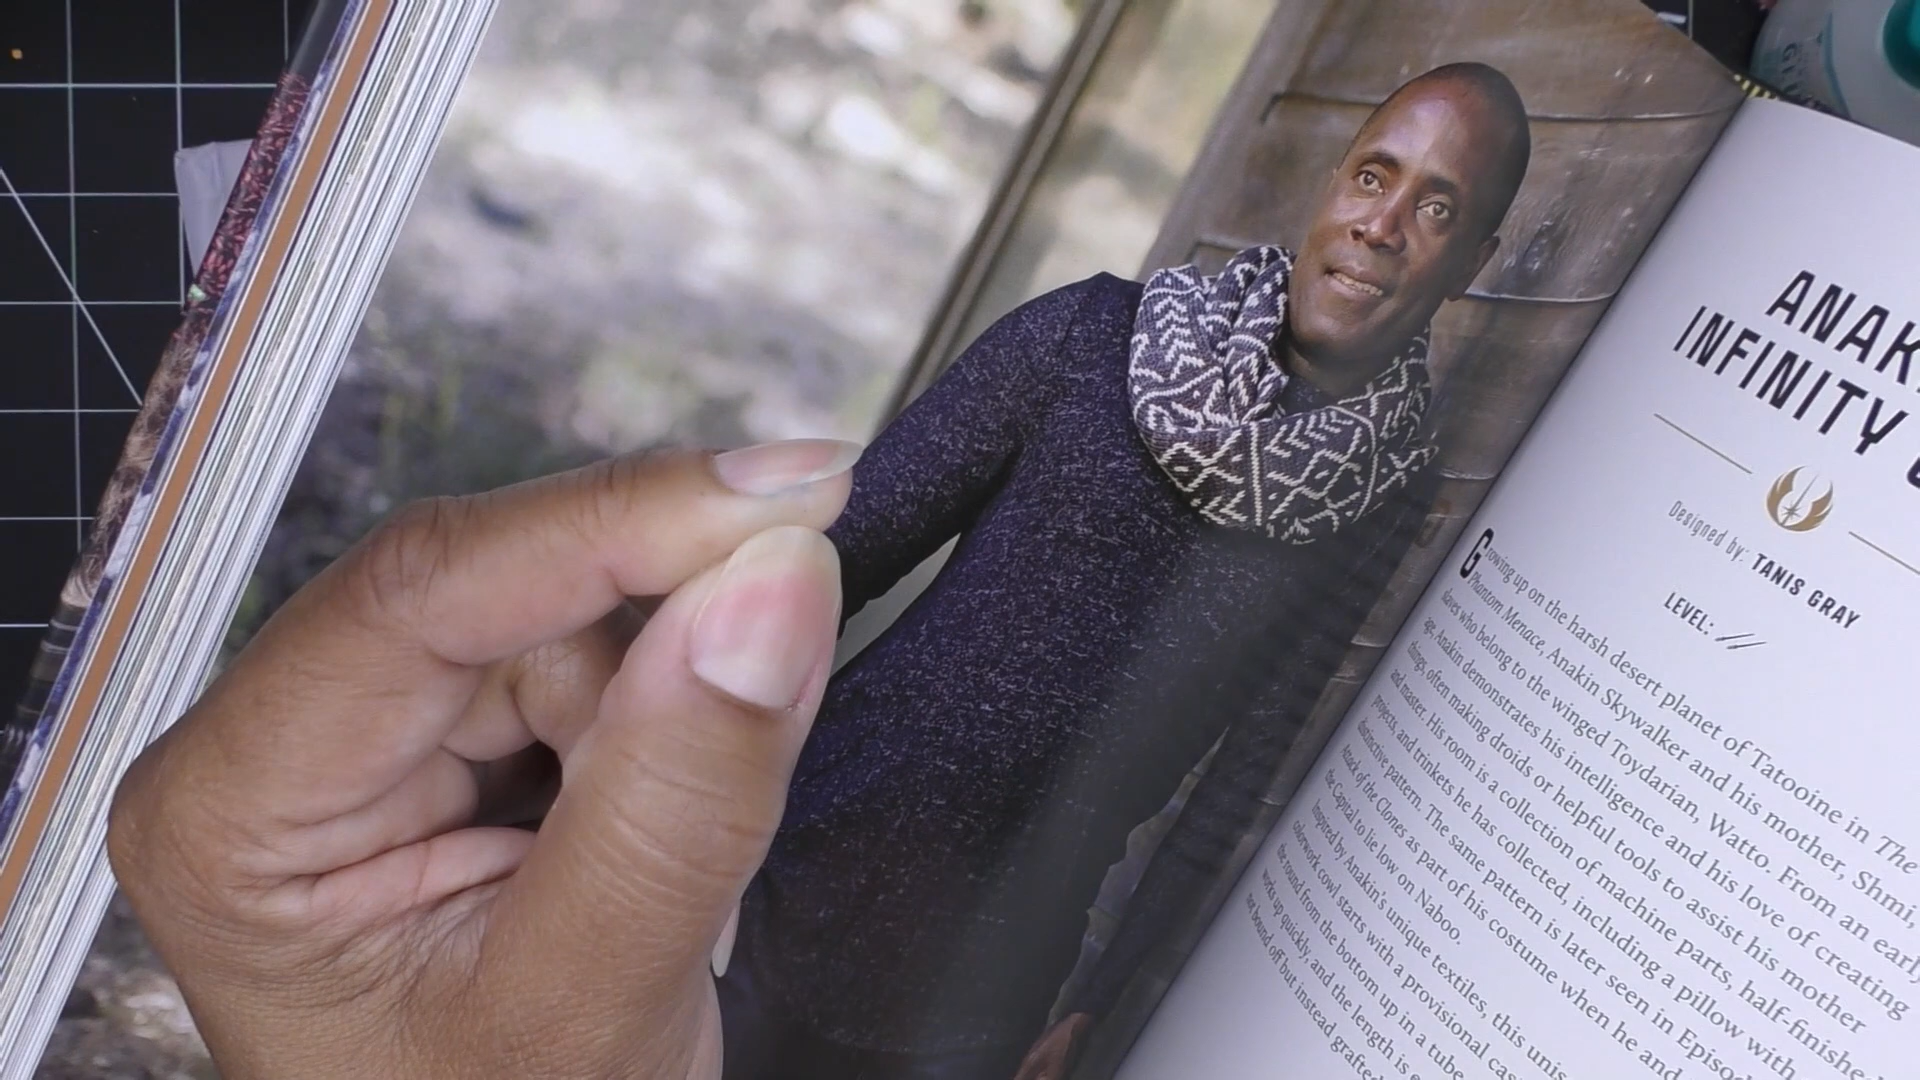 ANAK
INFINITY
Designed by: TANIS GRAY
LEVEL:
Growing up on the harsh desert planet of Tatooine in The
Phantom Menace, Anakin Skywalker and his mother, Shmi,
slaves who belong to the winged Toydarian, Watto. From an early
age, Anakin demonstrates his intelligence and his love of creating
things, often making droids or helpful tools to assist his mother
and master. His room is a collection of machine parts, half-finished
projects, and trinkets he has collected, including a pillow with
distinctive pattern. The same pattern is later seen in Episod
Attack of the Clones as part of his costume when he and
the Capital to lie low on Naboo.
Inspired by Anakin's unique textiles, this unis
colorwork cowl starts with a provisional cas
the round from the bottom up in a tube
works up quickly, and the length is
not bound off but instead grafte